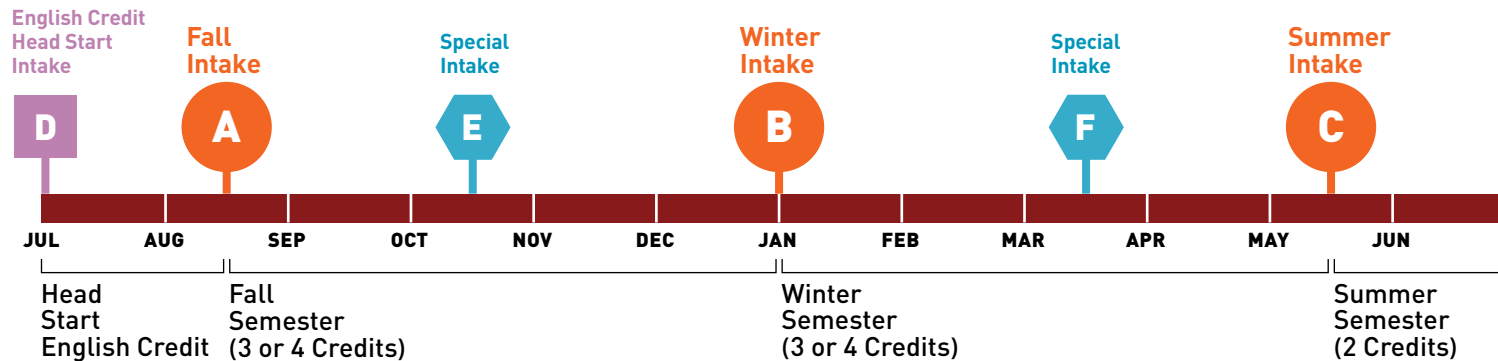 English Credit
Head Start
Intake
Fall
Intake
Special
Intake
Winter
Intake
Special
Intake
Summer
Intake
D
A
E
B
F
C
JUL AUG SEP OCT NOV DEC JAN FEB MAR APR MAY JUN
Head
Start
English Credit
Fall
Semester
(3 or 4 Credits)
Winter
Semester
(3 or 4 Credits)
Summer
Semester
(2 Credits)